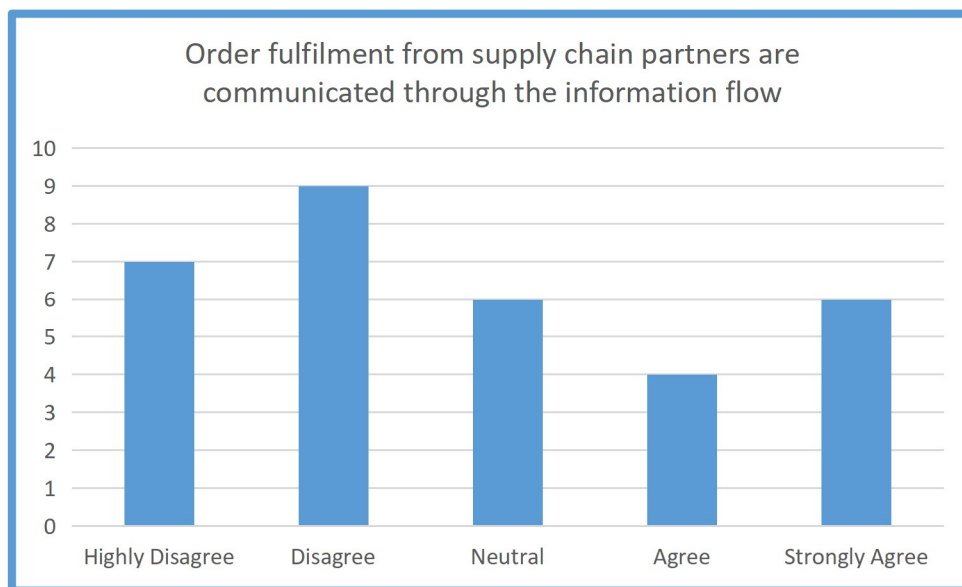 Order fulfilment from supply chain partners are
communicated through the information flow
10
9
8
7
6
5
4
3
2
1
0
Highly Disagree
Disagree
Neutral
Agree
Strongly Agree